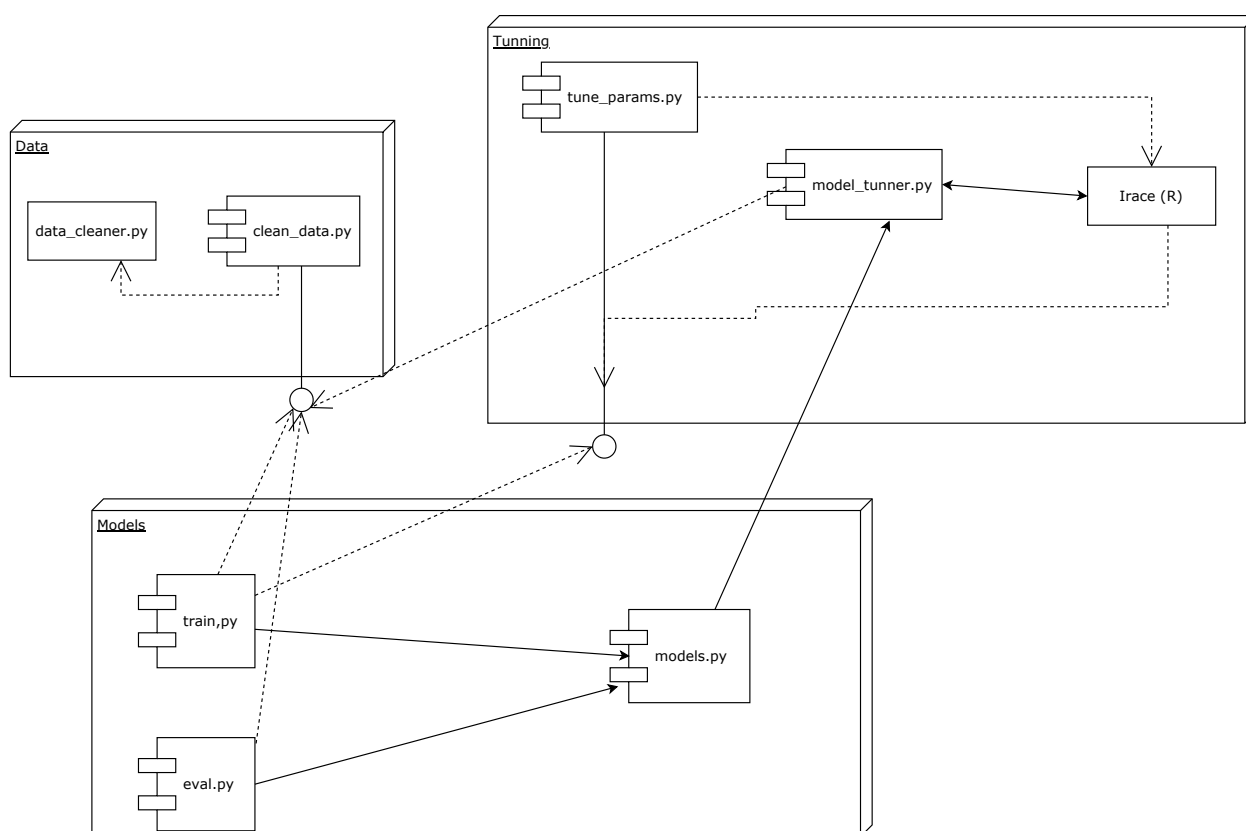 Tunning
tune_params.py
Data
model_tunner.py
Irace (R)
data_cleaner.py
clean_data.py
Models
train,py
models.py
eval.py